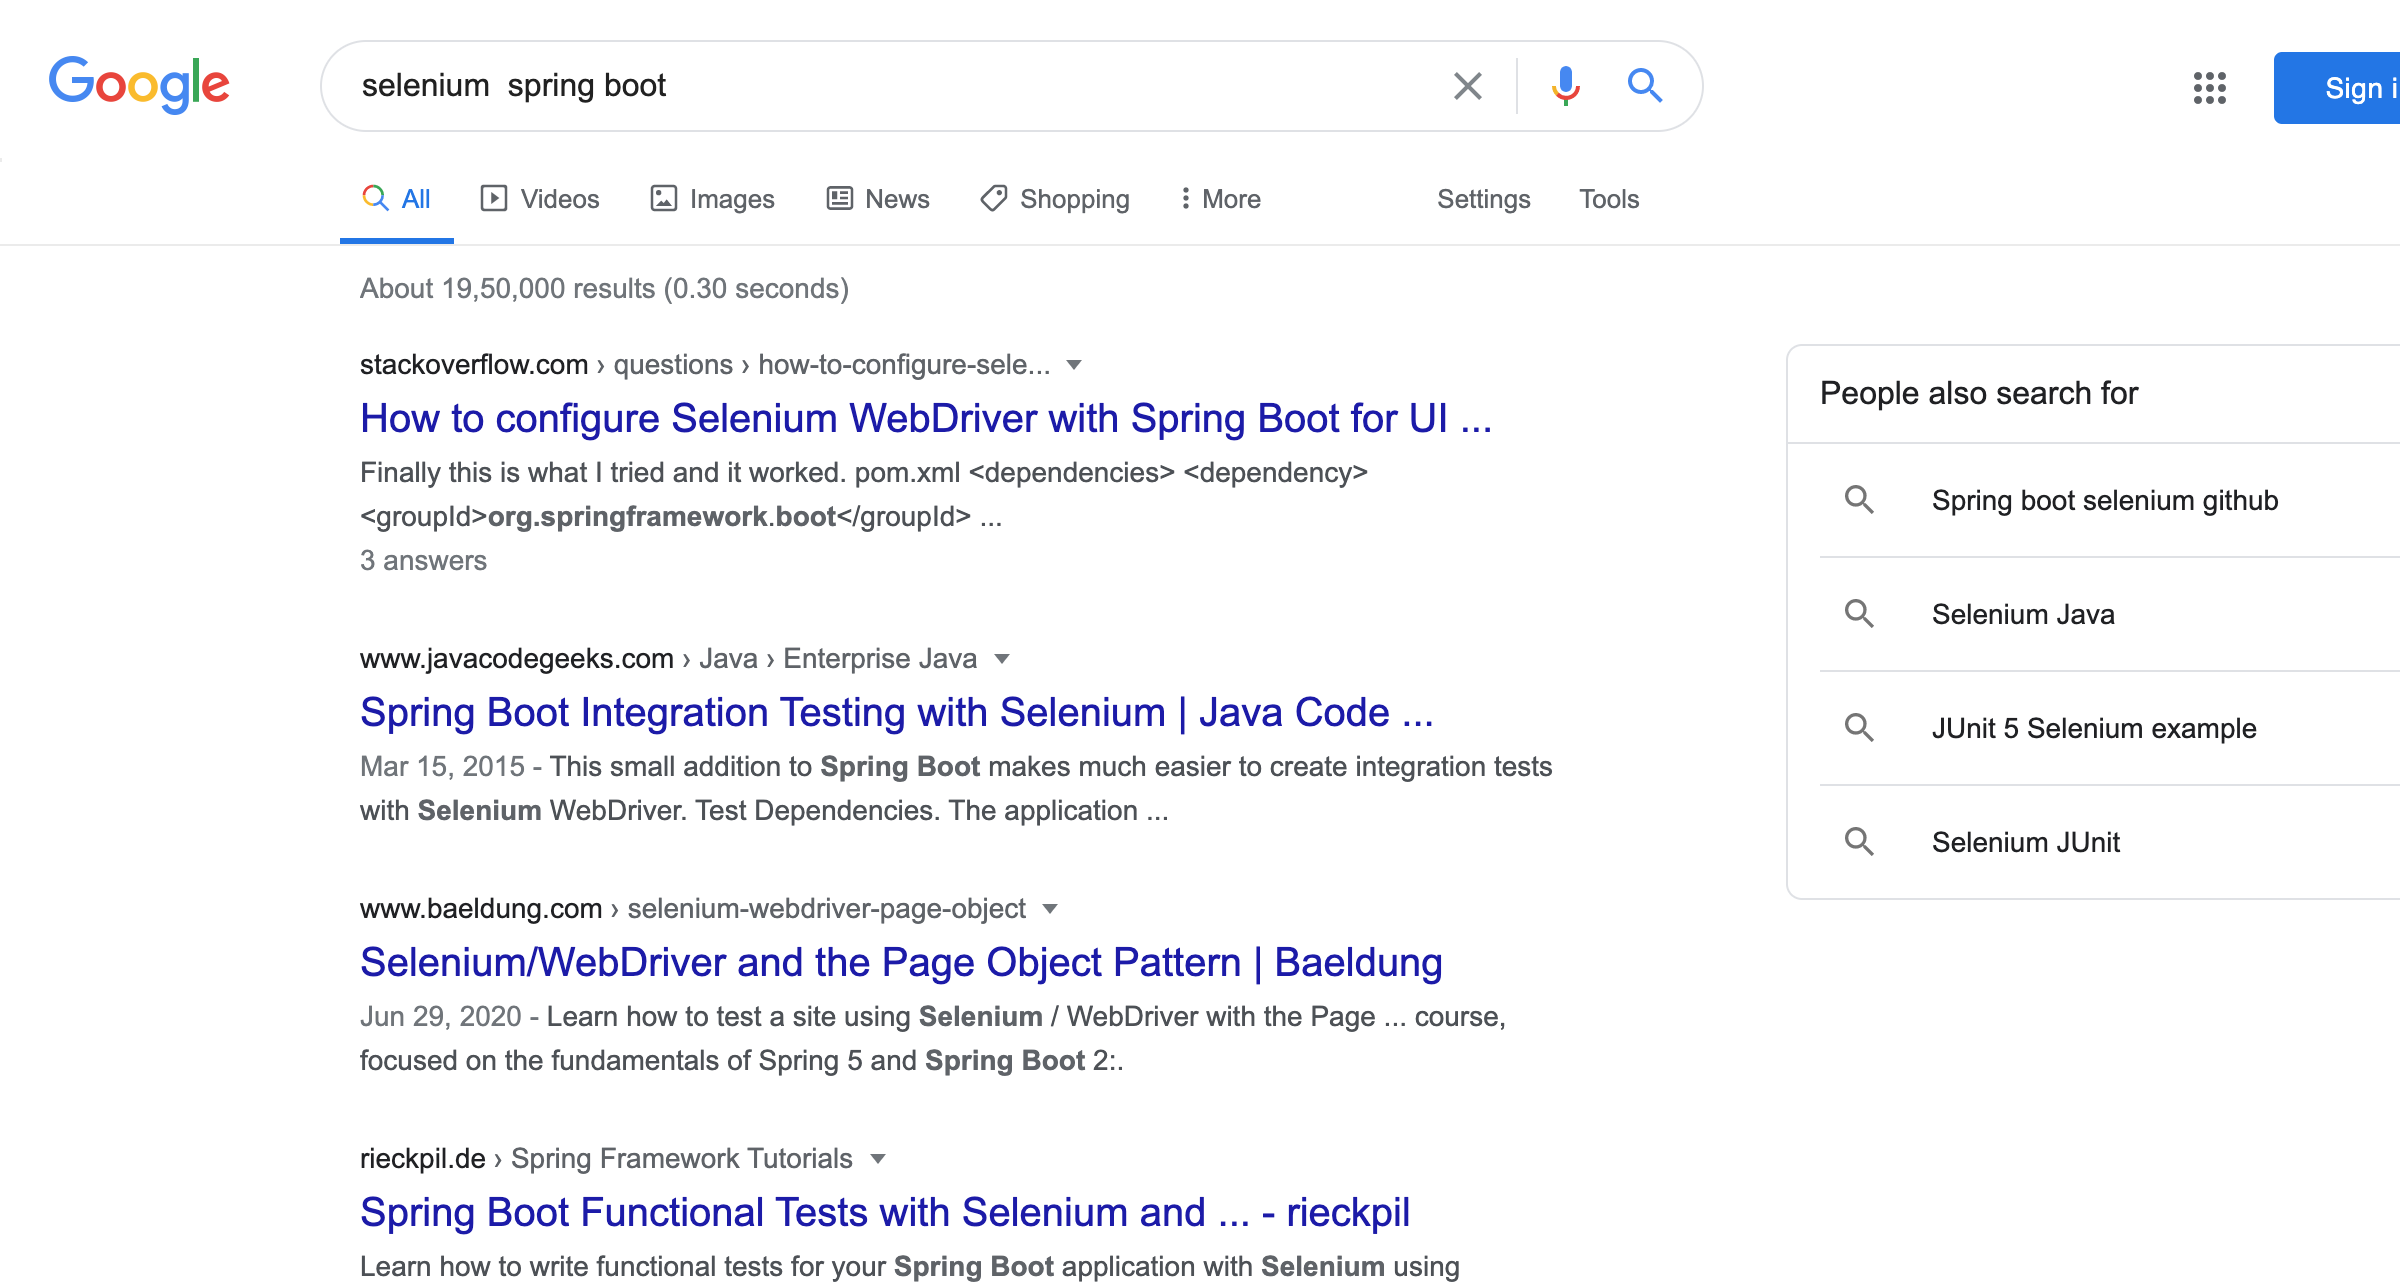 Google
selenium  spring boot
Sign i
All
Videos
Images
News
Shopping
More
Settings
Tools
About 19,50,000 results (0.30 seconds)
stackoverflow.com › questions › how-to-configure-sele...
How to configure Selenium WebDriver with Spring Boot for UI ...
Finally this is what I tried and it worked. pom.xml <dependencies> <dependency>
<groupId>org.springframework.boot</groupId> ...
3 answers
www.javacodegeeks.com › Java › Enterprise Java
Spring Boot Integration Testing with Selenium | Java Code ...
Mar 15, 2015 - This small addition to Spring Boot makes much easier to create integration tests
with Selenium WebDriver. Test Dependencies. The application ...
www.baeldung.com › selenium-webdriver-page-object
Selenium/WebDriver and the Page Object Pattern | Baeldung
Jun 29, 2020 - Learn how to test a site using Selenium / WebDriver with the Page ... course,
focused on the fundamentals of Spring 5 and Spring Boot 2:.
rieckpil.de › Spring Framework Tutorials
Spring Boot Functional Tests with Selenium and ... - rieckpil
Learn how to write functional tests for your Spring Boot application with Selenium using
People also search for
Spring boot selenium github
Selenium Java
JUnit 5 Selenium example
Selenium JUnit